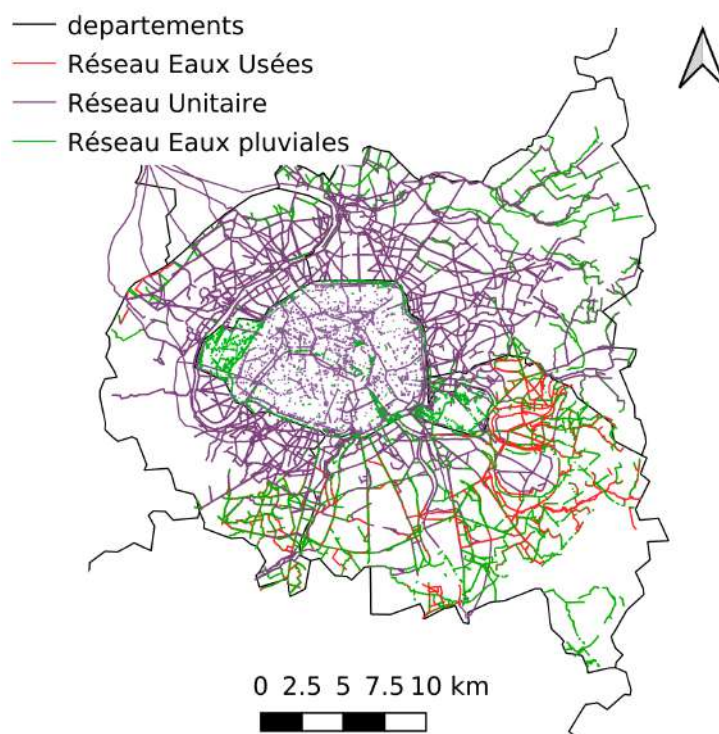 departements
Réseau Eaux Usées
Réseau Unitaire
Réseau Eaux pluviales
0 2.5 5 7.5 10 km